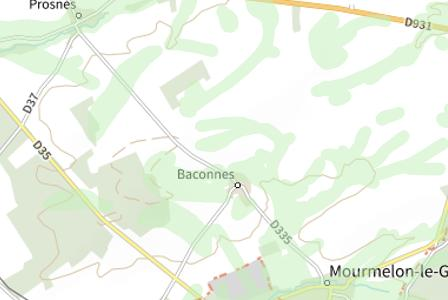 Prosnes
D931
D37
D35
Baconnes
D335
Mourmelon-le-G